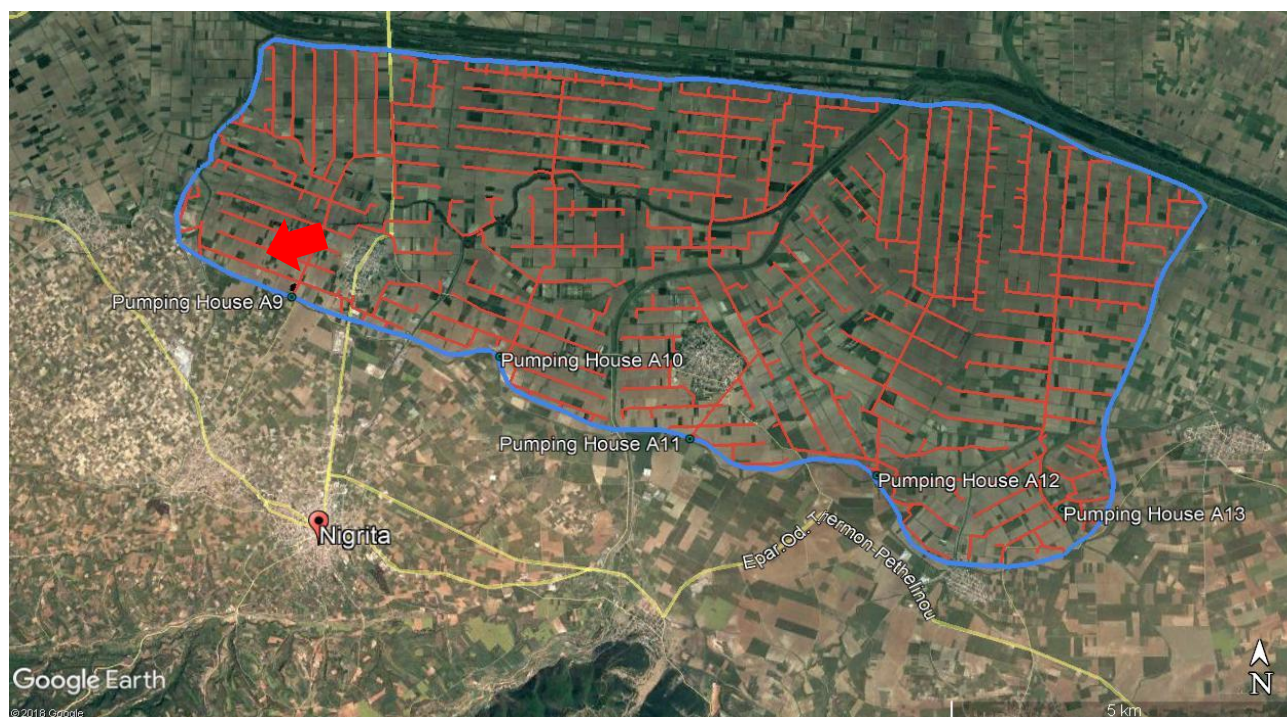 Pumping House A9
Pumping House A10
Pumping House A11
Pumping House A12
Pumping House A13
Nigrita
Epar.Od. Thermon-Pethelinou
Google Earth
© 2018 Google
N
5 km